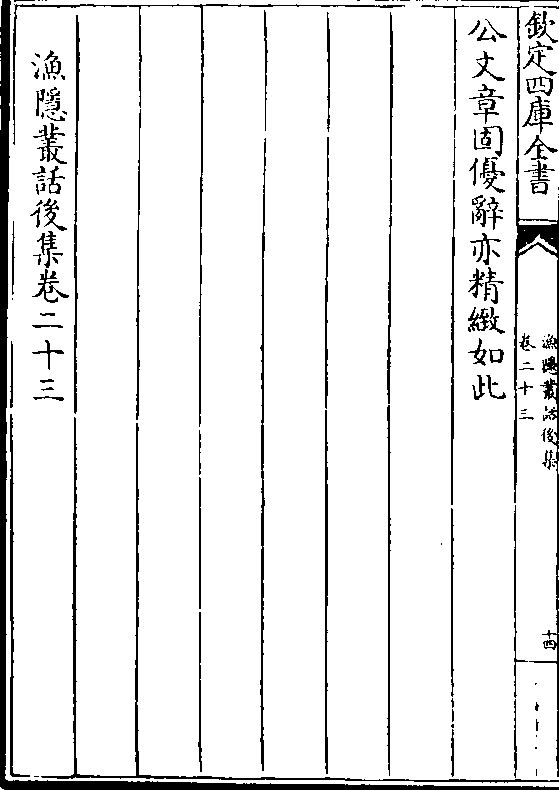 欽定四庫全書
漁隱叢話後集
卷二十三
十四
公文章固優辭亦精緻如此
漁隱叢話後集卷二十三